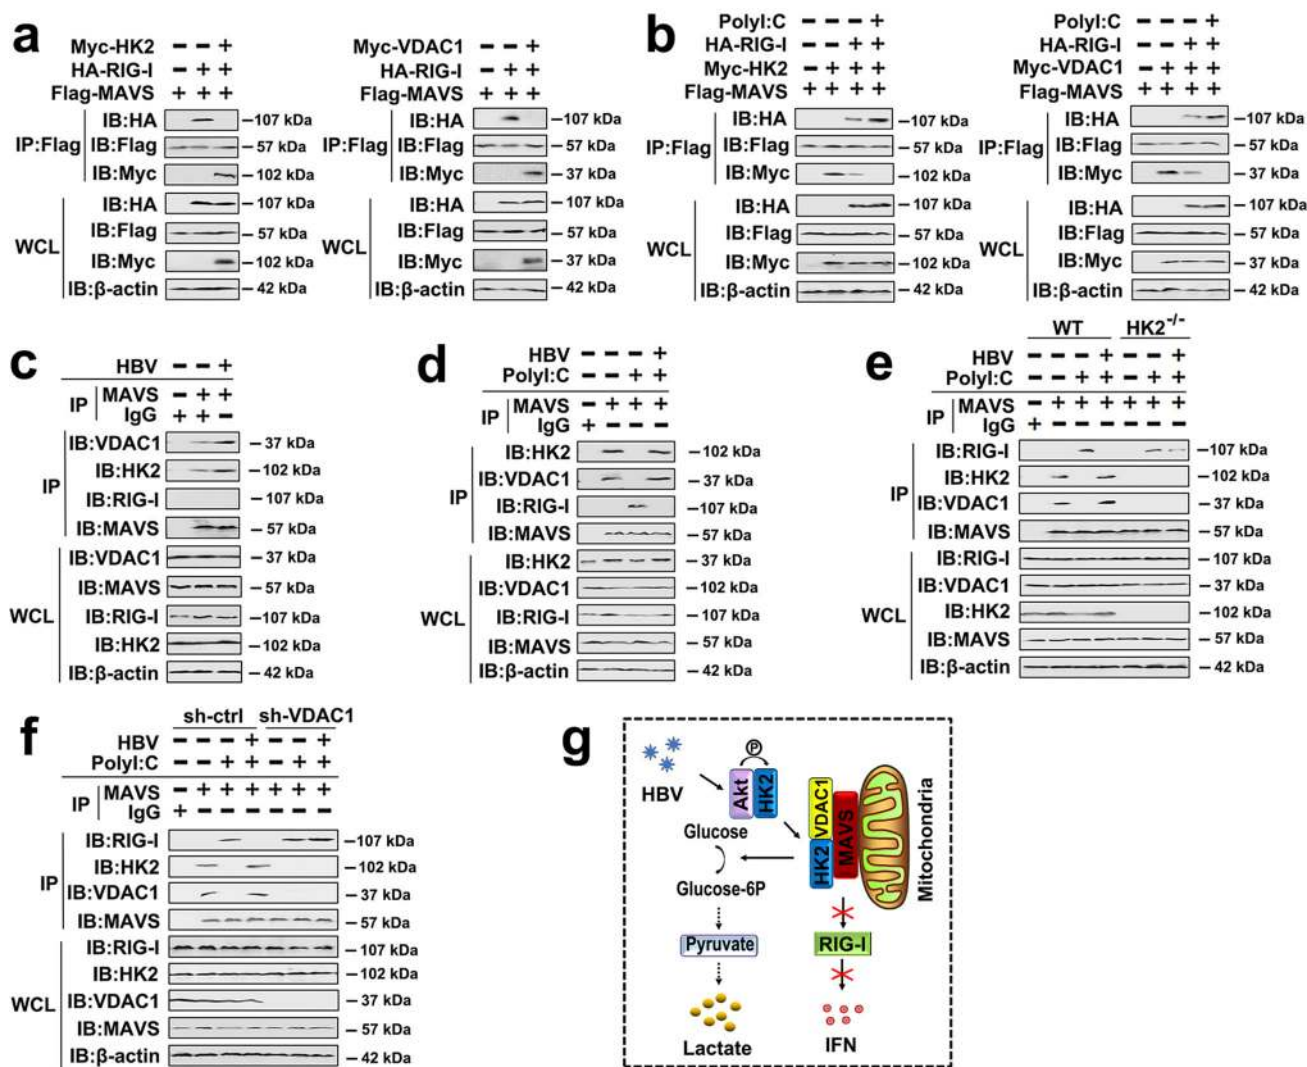 a
Myc-HK2 − − +
HA-RIG-I − + +
Flag-MAVS + + +
IP:Flag
IB:HA −107 kDa
IB:Flag − 57 kDa
IB:Myc − 102 kDa
WCL
IB:HA −107 kDa
IB:Flag − 57 kDa
IB:Myc − 102 kDa
IB:β-actin − 42 kDa
Myc-VDAC1 − − +
HA-RIG-I − + +
Flag-MAVS + + +
IP:Flag
IB:HA −107 kDa
IB:Flag − 57 kDa
IB:Myc − 37 kDa
WCL
IB:HA −107 kDa
IB:Flag − 57 kDa
IB:Myc − 37 kDa
IB:β-actin − 42 kDa
b
PolyI:C − − − +
HA-RIG-I − − + +
Myc-HK2 − + + +
Flag-MAVS + + + +
IP:Flag
IB:HA −107 kDa
IB:Flag − 57 kDa
IB:Myc − 102 kDa
WCL
IB:HA −107 kDa
IB:Flag − 57 kDa
IB:Myc − 102 kDa
IB:β-actin − 42 kDa
PolyI:C − − − +
HA-RIG-I − − + +
Myc-VDAC1 − + + +
Flag-MAVS + + + +
IP:Flag
IB:HA −107 kDa
IB:Flag − 57 kDa
IB:Myc − 37 kDa
WCL
IB:HA −107 kDa
IB:Flag − 57 kDa
IB:Myc − 37 kDa
IB:β-actin − 42 kDa
c
HBV − − +
IP
MAVS − + +
IgG + + −
IP
IB:VDAC1 − 37 kDa
IB:HK2 − 102 kDa
IB:RIG-I − 107 kDa
IB:MAVS − 57 kDa
WCL
IB:VDAC1 − 37 kDa
IB:MAVS − 57 kDa
IB:RIG-I − 107 kDa
IB:HK2 − 102 kDa
IB:β-actin − 42 kDa
d
HBV − − − +
PolyI:C − − + +
IP
MAVS − + + +
IgG + − − −
IP
IB:HK2 − 102 kDa
IB:VDAC1 − 37 kDa
IB:RIG-I −107 kDa
IB:MAVS − 57 kDa
WCL
IB:HK2 − 37 kDa
IB:VDAC1 − 102 kDa
IB:RIG-I − 107 kDa
IB:MAVS − 57 kDa
IB:β-actin − 42 kDa
e
WT HK2-/-
HBV − − − + − − +
PolyI:C − − + + − + +
IP
MAVS − + + + + + +
IgG + − − − − − −
IP
IB:RIG-I −107 kDa
IB:HK2 − 102 kDa
IB:VDAC1 − 37 kDa
IB:MAVS − 57 kDa
WCL
IB:RIG-I − 107 kDa
IB:VDAC1 − 37 kDa
IB:HK2 − 102 kDa
IB:MAVS − 57 kDa
IB:β-actin − 42 kDa
f
sh-ctrl sh-VDAC1
HBV − − − + − − +
PolyI:C − − + + − + +
IP
MAVS − + + + + + +
IgG + − − − − − −
IP
IB:RIG-I −107 kDa
IB:HK2 − 102 kDa
IB:VDAC1 − 37 kDa
IB:MAVS − 57 kDa
WCL
IB:RIG-I − 107 kDa
IB:HK2 − 102 kDa
IB:VDAC1 − 37 kDa
IB:MAVS − 57 kDa
IB:β-actin − 42 kDa
g
P
HBV
Akt
HK2
VDAC1
HK2
MAVS
Mitochondria
Glucose
Glucose-6P
Pyruvate
RIG-I
Lactate
IFN